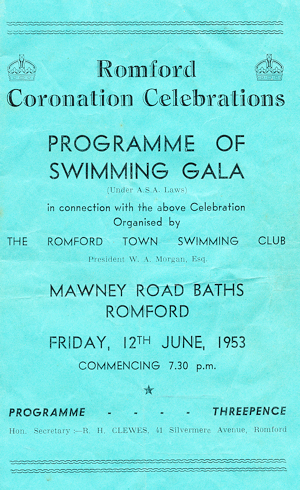 Romford
Coronation Celebrations
PROGRAMME OF
SWIMMING GALA
(Under A.S.A. Laws)
in connection with the above Celebration
Organised by
THE ROMFORD TOWN SWIMMING CLUB
President W. A. Morgan, Esq.
MAWNEY ROAD BATHS
ROMFORD
FRIDAY, 12TH JUNE, 1953
COMMENCING 7.30 p.m.
PROGRAMME - - - - THREEPENCE
Hon. Secretary :—R. H. CLEWES, 41 Silvermere Avenue, Romford